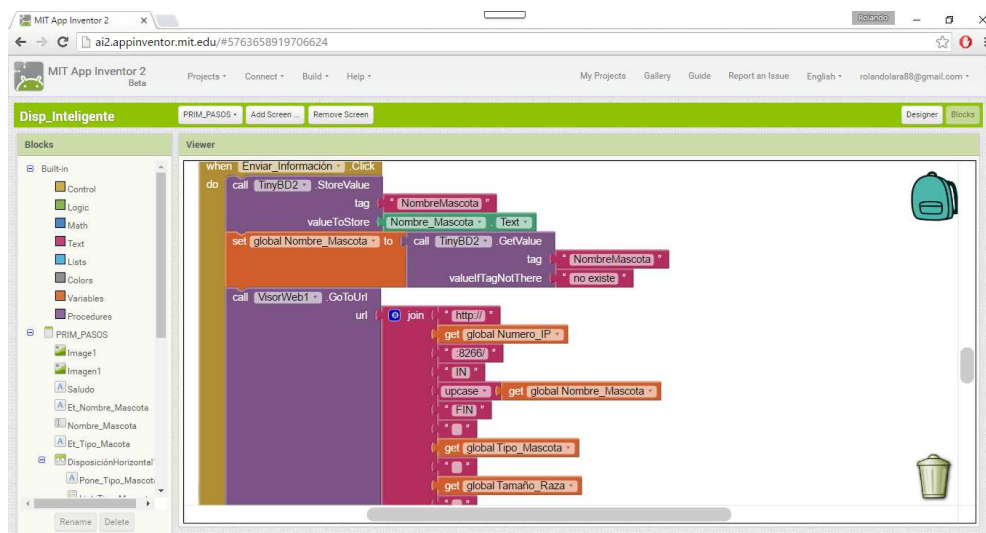 MIT App Inventor 2
Rolando
ai2.appinventor.mit.edu/#5763658919706624
MIT App Inventor 2
Beta
Projects Connect Build Help My Projects Gallery Guide Report an Issue English rolandolara88@gmail.com
Disp_Inteligente PRIM_PASOS Add Screen ... Remove Screen Designer Blocks
Blocks Viewer
Built-in
Control
Logic
Math
Text
Lists
Colors
Variables
Procedures
PRIM_PASOS
Image1
Imagen1
Saludo
Et_Nombre_Mascota
Nombre_Mascota
Et_Tipo_Macota
DisposiciónHorizontal
Pone_Tipo_Mascot
Rename Delete
when Enviar_Información .Click
do call TinyBD2 .StoreValue
tag " NombreMascota "
valueToStore Nombre_Mascota . Text
set global Nombre_Mascota to call TinyBD2 .GetValue
tag " NombreMascota "
valueIfTagNotThere " no existe "
call VisorWeb1 .GoToUrl
url join " http:// "
get global Numero_IP
" :8266/ "
" IN "
upcase get global Nombre_Mascota
" FIN "
" "
get global Tipo_Mascota
" "
get global Tamaño_Raza
" "